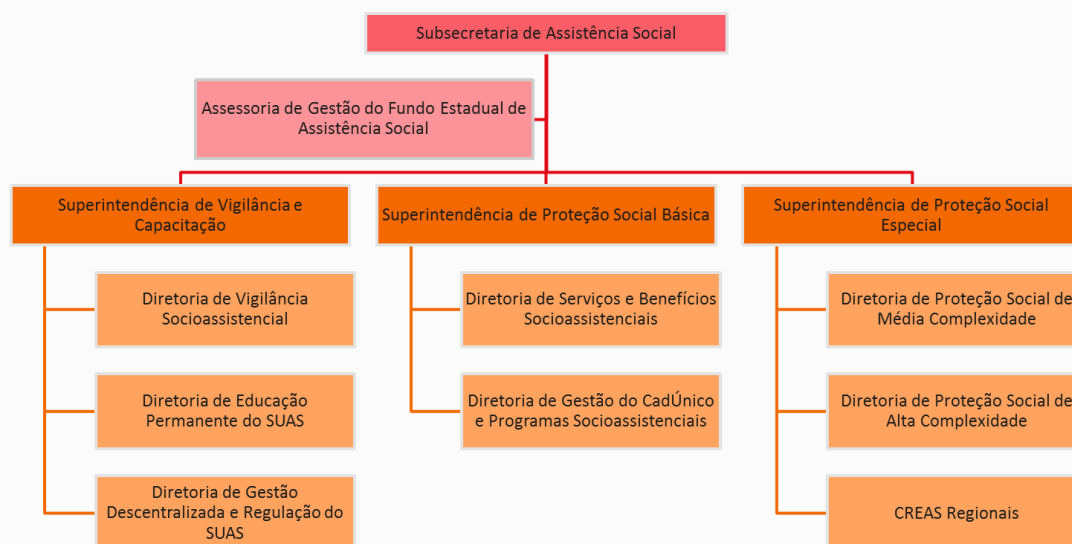 Subsecretaria de Assistência Social
Assessoria de Gestão do Fundo Estadual de
Assistência Social
Superintendência de Vigilância e
Capacitação
Diretoria de Vigilância
Socioassistencial
Diretoria de Educação
Permanente do SUAS
Diretoria de Gestão
Descentralizada e Regulação do
SUAS
Superintendência de Proteção Social Básica
Diretoria de Serviços e Benefícios
Socioassistenciais
Diretoria de Gestão do CadÚnico
e Programas Socioassistenciais
Superintendência de Proteção Social
Especial
Diretoria de Proteção Social de
Média Complexidade
Diretoria de Proteção Social de
Alta Complexidade
CREAS Regionais